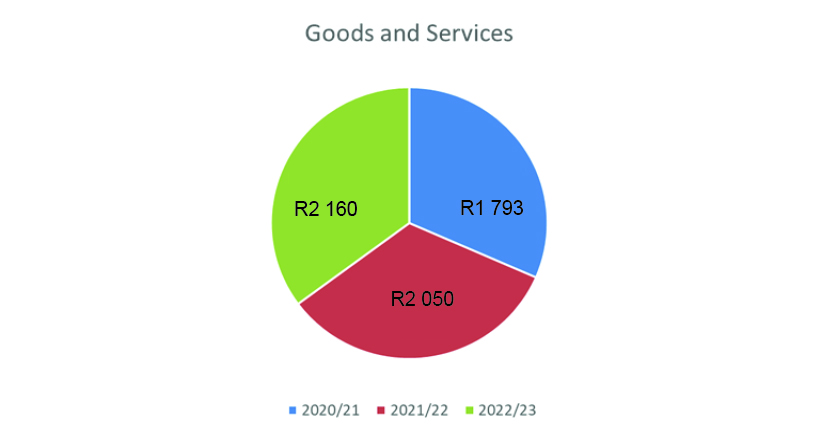 Goods and Services
R2 160
R1 793
R2 050
2020/21 2021/22 2022/23